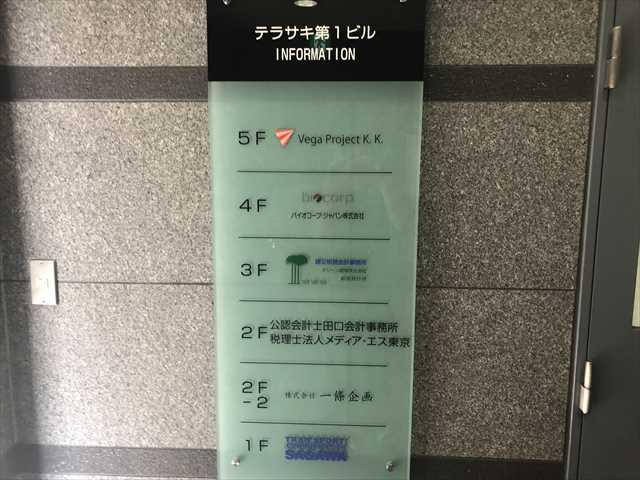 テラサキ第1ビル
INFORMATION
5F Vega Project K. K.
4F biocorp
バイオコープ・ジャパン株式会社
3F
2F 公認会計士田口会計事務所
税理士法人メディア・エス東京
2F
-2 株式会社 一條企画
1F TRANSPORT
SAGAWA